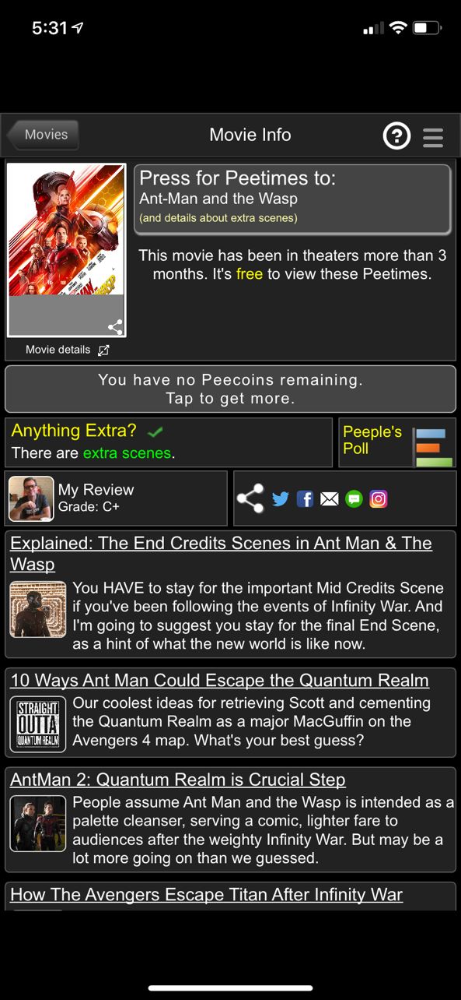 5:31
Movies
Movie Info
?
Press for Peetimes to:
Ant-Man and the Wasp
(and details about extra scenes)
This movie has been in theaters more than 3
months. It's free to view these Peetimes.
Movie details
You have no Peecoins remaining.
Tap to get more.
Anything Extra?
There are extra scenes.
Peeple's
Poll
My Review
Grade: C+
Explained: The End Credits Scenes in Ant Man & The
Wasp
You HAVE to stay for the important Mid Credits Scene
if you've been following the events of Infinity War. And
I'm going to suggest you stay for the final End Scene,
as a hint of what the new world is like now.
10 Ways Ant Man Could Escape the Quantum Realm
STRAIGHT
OUTTA
QUANTUM REALM
Our coolest ideas for retrieving Scott and cementing
the Quantum Realm as a major MacGuffin on the
Avengers 4 map. What's your best guess?
AntMan 2: Quantum Realm is Crucial Step
People assume Ant Man and the Wasp is intended as a
palette cleanser, serving a comic, lighter fare to
audiences after the weighty Infinity War. But may be a
lot more going on than we guessed.
How The Avengers Escape Titan After Infinity War